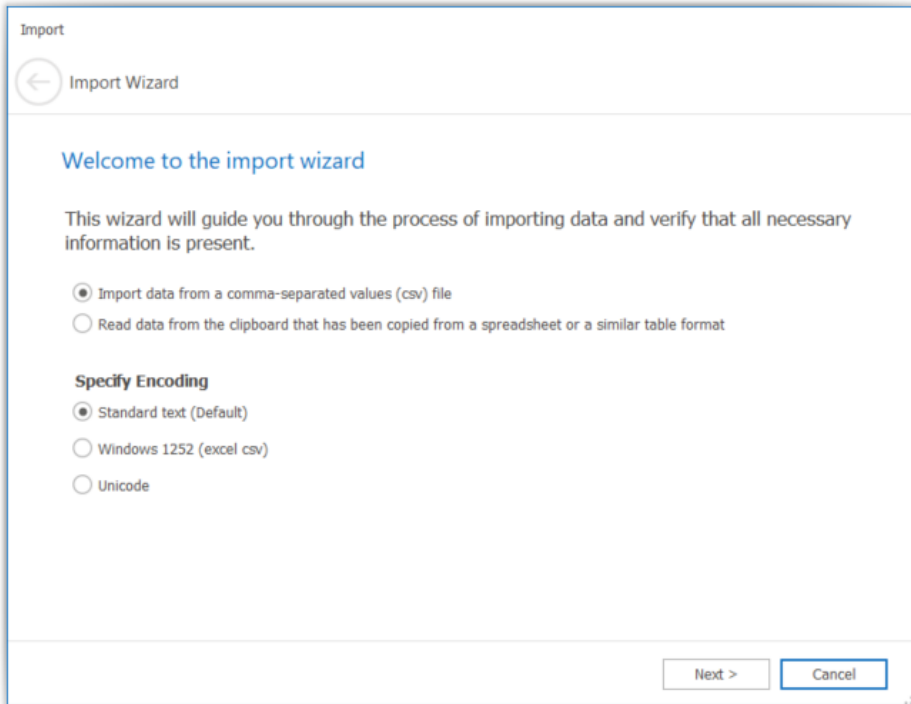 Import
Import Wizard
Welcome to the import wizard
This wizard will guide you through the process of importing data and verify that all necessary
information is present.
Import data from a comma-separated values (csv) file
Read data from the clipboard that has been copied from a spreadsheet or a similar table format
Specify Encoding
Standard text (Default)
Windows 1252 (excel csv)
Unicode
Next >
Cancel